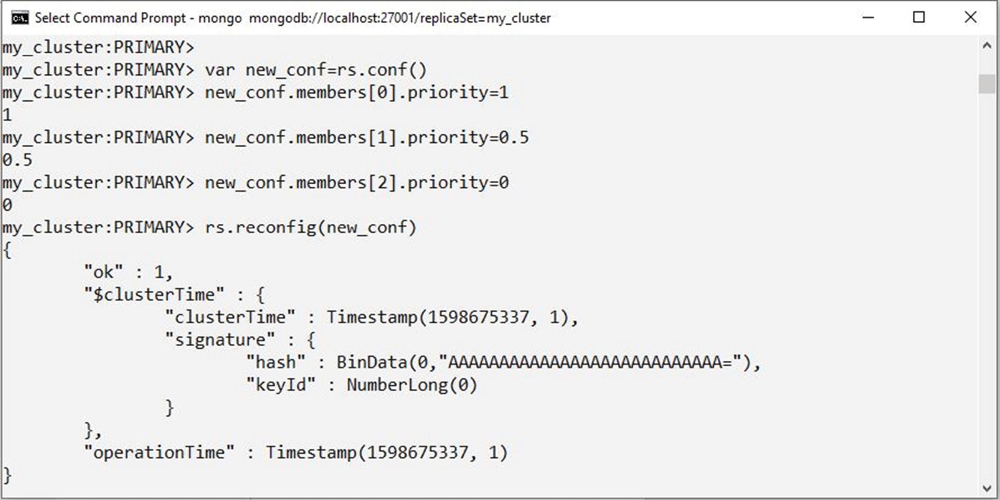 Select Command Prompt - mongo mongodb://localhost:27001/replicaSet=my_cluster
my_cluster:PRIMARY>
my_cluster:PRIMARY> var new_conf=rs.conf()
my_cluster:PRIMARY> new_conf.members[0].priority=1
1
my_cluster:PRIMARY> new_conf.members[1].priority=0.5
0.5
my_cluster:PRIMARY> new_conf.members[2].priority=0
0
my_cluster:PRIMARY> rs.reconfig(new_conf)
{
        "ok" : 1,
        "$clusterTime" : {
                "clusterTime" : Timestamp(1598675337, 1),
                "signature" : {
                        "hash" : BinData(0,"AAAAAAAAAAAAAAAAAAAAAAAAAAA="),
                        "keyId" : NumberLong(0)
                }
        },
        "operationTime" : Timestamp(1598675337, 1)
}